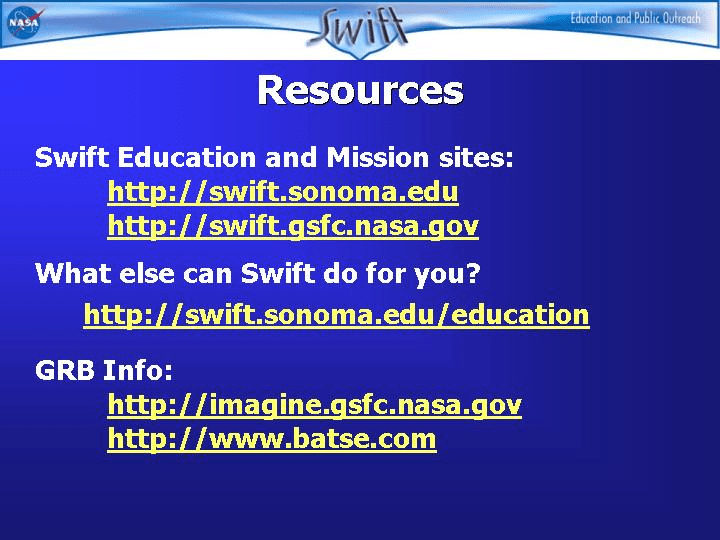 NASA
Swift
Education and Public Outreach
Resources
Swift Education and Mission sites:
http://swift.sonoma.edu
http://swift.gsfc.nasa.gov
What else can Swift do for you?
http://swift.sonoma.edu/education
GRB Info:
http://imagine.gsfc.nasa.gov
http://www.batse.com